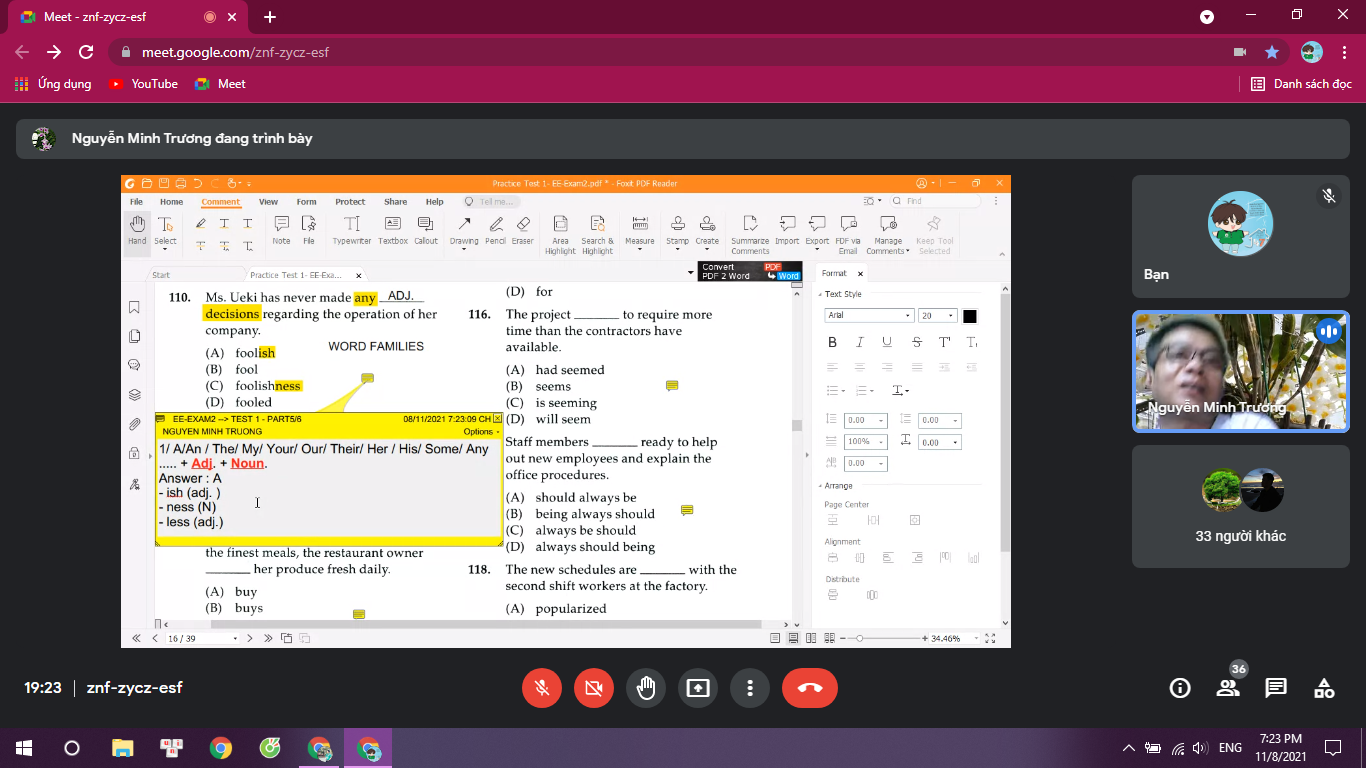 Meet - znf-zycz-esf
meet.google.com/znf-zycz-esf
Ứng dụng YouTube Meet Danh sách đọc
Nguyễn Minh Trương đang trình bày
Practice Test 1- EE-Exam2.pdf * - Foxit PDF Reader
File Home Comment View Form Protect Share Help Tell me... Find
Hand Select Note File Typewriter Textbox Callout Drawing Pencil Eraser Area Highlight Search & Highlight Measure Stamp Create Summarize Comments Import Export FDF via Email Manage Comments Keep Tool Selected
Start Practice Test 1- EE-Exa...
Convert PDF
PDF 2 Word Word
110. Ms. Ueki has never made any ADJ.
decisions regarding the operation of her
company.
WORD FAMILIES
(A) foolish
(B) fool
(C) foolishness
(D) fooled
EE-EXAM2 --> TEST 1 - PART5/6 08/11/2021 7:23:09 CH
NGUYEN MINH TRUONG Options
1/ A/An / The/ My/ Your/ Our/ Their/ Her / His/ Some/ Any
..... + Adj. + Noun.
Answer : A
- ish (adj. )
- ness (N)
- less (adj.)
the finest meals, the restaurant owner
_______ her produce fresh daily.
(A) buy
(B) buys
(D) for
116. The project _______ to require more
time than the contractors have
available.
(A) had seemed
(B) seems
(C) is seeming
(D) will seem
Staff members _______ ready to help
out new employees and explain the
office procedures.
(A) should always be
(B) being always should
(C) always be should
(D) always should being
118. The new schedules are _______ with the
second shift workers at the factory.
(A) popularized
Format
Text Style
Arial 20
B I U S T T
0.00 0.00
100% 0.00
0.00
Arrange
Page Center
Alignment
Distribute
16 / 39
34.46%
Bạn
Nguyễn Minh Trương
33 người khác
19:23 znf-zycz-esf
36
ENG
7:23 PM
11/8/2021